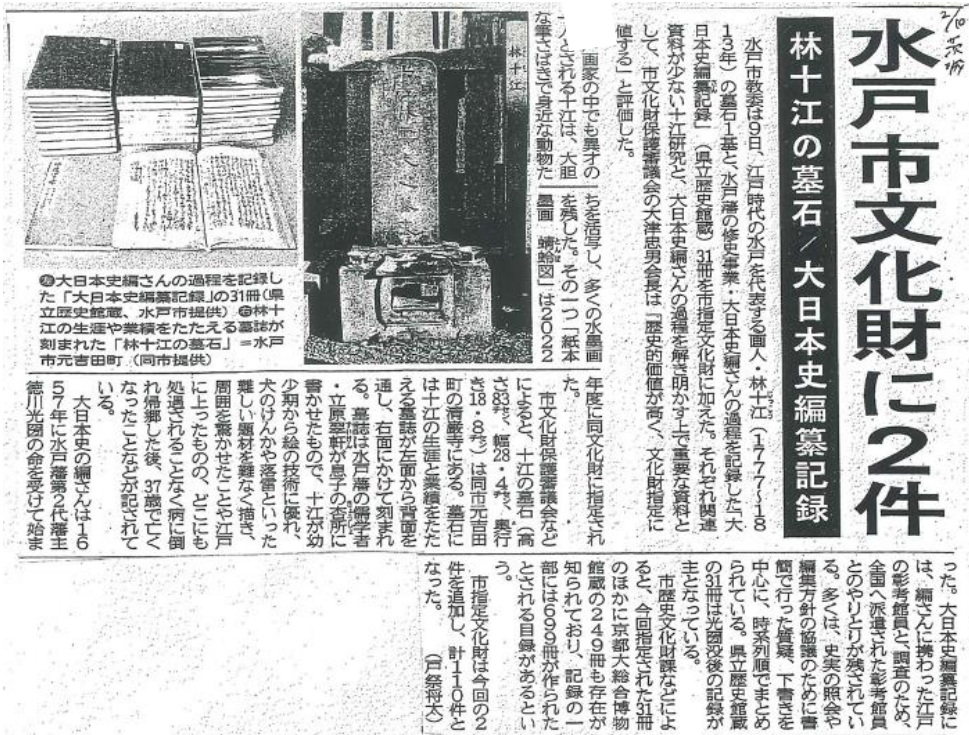 2/10
水戸市文化財に2件
林十江の墓石/大日本史編纂記録
水戸市教委は9日、江戸時代の水戸を代表する画人・林十江（1777〜18
13年）の墓石1基と、水戸藩の修史事業・大日本史編さんの過程を記録した「大
日本史編纂記録」（県立歴史館蔵）31冊を市指定文化財に加えた。それぞれ関連
資料が少ない十江研究と、大日本史編さんの過程を解き明かす上で重要な資料と
して、市文化財保護審議会の大津忠男会長は「歴史的価値が高く、文化財指定に
値する」と評価した。
画家の中でも異才の
一人とされる十江は、大胆
な筆さばきで身近な動物た
ちを活写し、多くの水墨画
を残した。その一つ「紙本
墨画 蜻蛉図」は2022
年度に同文化財に指定され
た。
市文化財保護審議会など
によると、十江の墓石（高
さ83㌢、幅28・4㌢、奥行
き18・8㌢）は同市元吉田
町の清巌寺にある。墓石に
は十江の生涯と業績をたた
える墓誌が左面から背面を
通し、右面にかけて刻まれ
る。墓誌は水戸藩の儒学者
・立原翠軒が息子の杏所に
書かせたもので、十江が幼
少期から絵の技術に優れ、
犬のけんかや落雷といった
難しい題材を難なく描き、
周囲を驚かせたことや江戸
に上ったものの、どこにも
処遇されることなく病に倒
れ帰郷した後、37歳で亡く
なったことなどが記されて
いる。
大日本史の編さんは16
57年に水戸藩第2代藩主
徳川光圀の命を受けて始ま
った。大日本史編纂記録に
は、編さんに携わった江戸
の彰考館員と、調査のため、
全国へ派遣された彰考館員
とのやりとりが残されてい
る。多くは、史実の照会や
編集方針の協議のために書
簡で行った質疑、下書きを
中心に、時系列順でまとめ
られている。県立歴史館蔵
の31冊は光圀没後の記録が
主となっている。
市歴史文化財課などによ
ると、今回指定された31冊
のほかに京都大総合博物
館蔵の249冊も存在が
知られており、記録の一
部には699冊が作られた
とされる目録があるとい
う。
市指定文化財は今回の2
件を追加し、計110件と
なった。 （戸祭将太）
林十江
㊧大日本史編さんの過程を記録し
た「大日本史編纂記録」の31冊（県
立歴史館蔵、水戸市提供）㊨林十
江の生涯や業績をたたえる墓誌が
刻まれた「林十江の墓石」＝水戸
市元吉田町（同市提供）